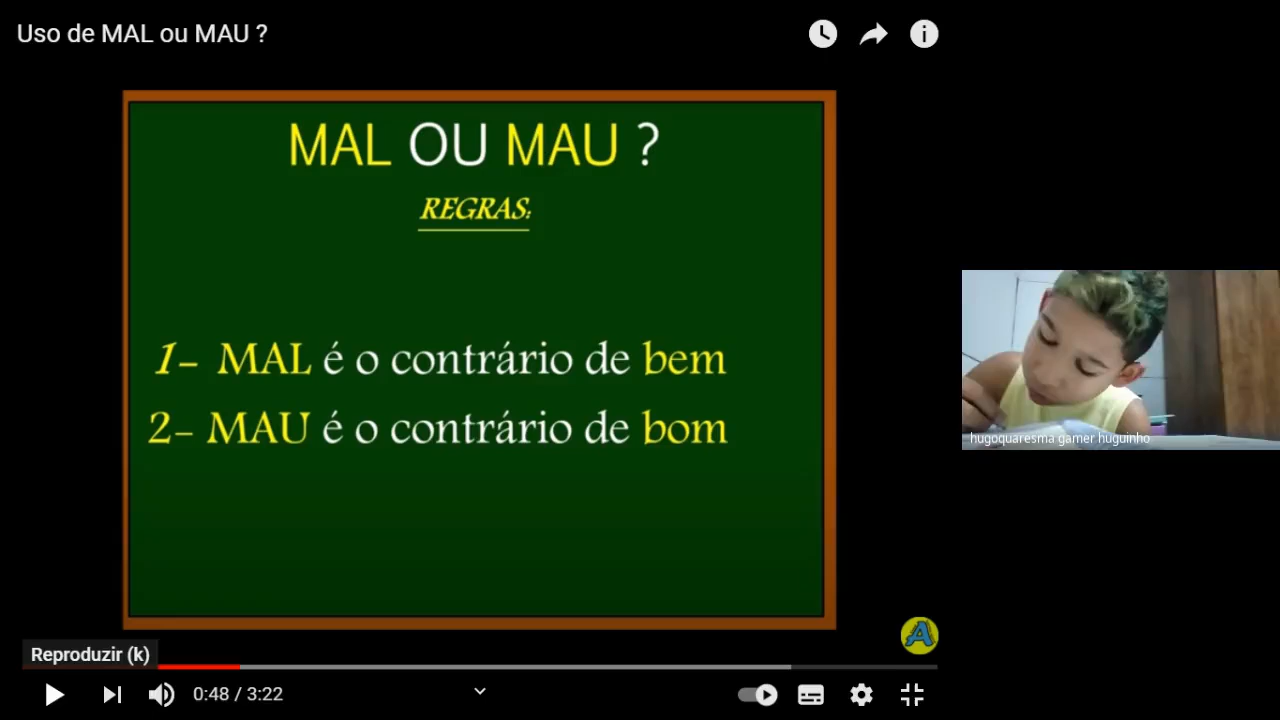 Uso de MAL ou MAU ?
MAL OU MAU ?
REGRAS:
1- MAL é o contrário de bem
2- MAU é o contrário de bom
hugoquaresma gamer huguinho
A
Reproduzir (k)
0:48 / 3:22